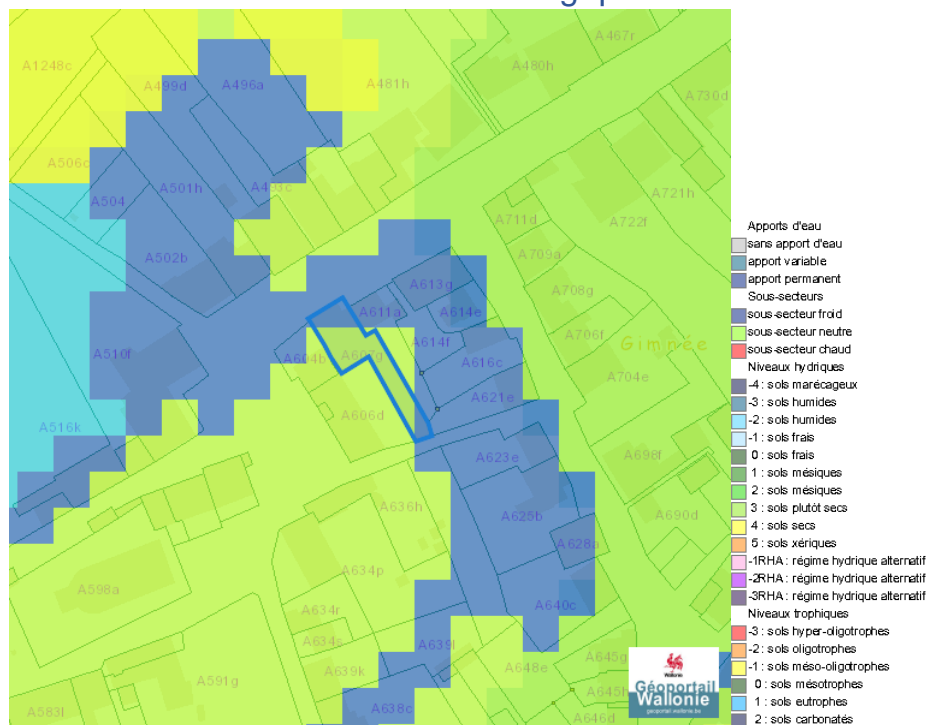 A467r
A1248c
A496a
A480h
A499d
A481h
A730d
A506c
A501h
A493c
A504
A721h
A711d
A722f
A502b
A709a
A613g
A708g
A611a
A614e
A510f
A614f
A706f
Gimnée
A604b
A607g
A616c
A704e
A621e
A606d
A516k
A623e
A698f
A636h
A625b
A690d
A628a
A634p
A598a
A634r
A640c
A634s
A639l
A645g
A591g
A639k
A648e
A645h
A583l
A638c
A646d
Wallonie
Géoportail
Wallonie
geoportail.wallonie.be
Apports d'eau
sans apport d'eau
apport variable
apport permanent
Sous-secteurs
sous-secteur froid
sous-secteur neutre
sous-secteur chaud
Niveaux hydriques
-4 : sols marécageux
-3 : sols humides
-2 : sols humides
-1 : sols frais
0 : sols frais
1 : sols mésiques
2 : sols mésiques
3 : sols plutôt secs
4 : sols secs
5 : sols xériques
-1RHA : régime hydrique alternatif
-2RHA : régime hydrique alternatif
-3RHA : régime hydrique alternatif
Niveaux trophiques
-3 : sols hyper-oligotrophes
-2 : sols oligotrophes
-1 : sols méso-oligotrophes
0 : sols mésotrophes
1 : sols eutrophes
2 : sols carbonatés